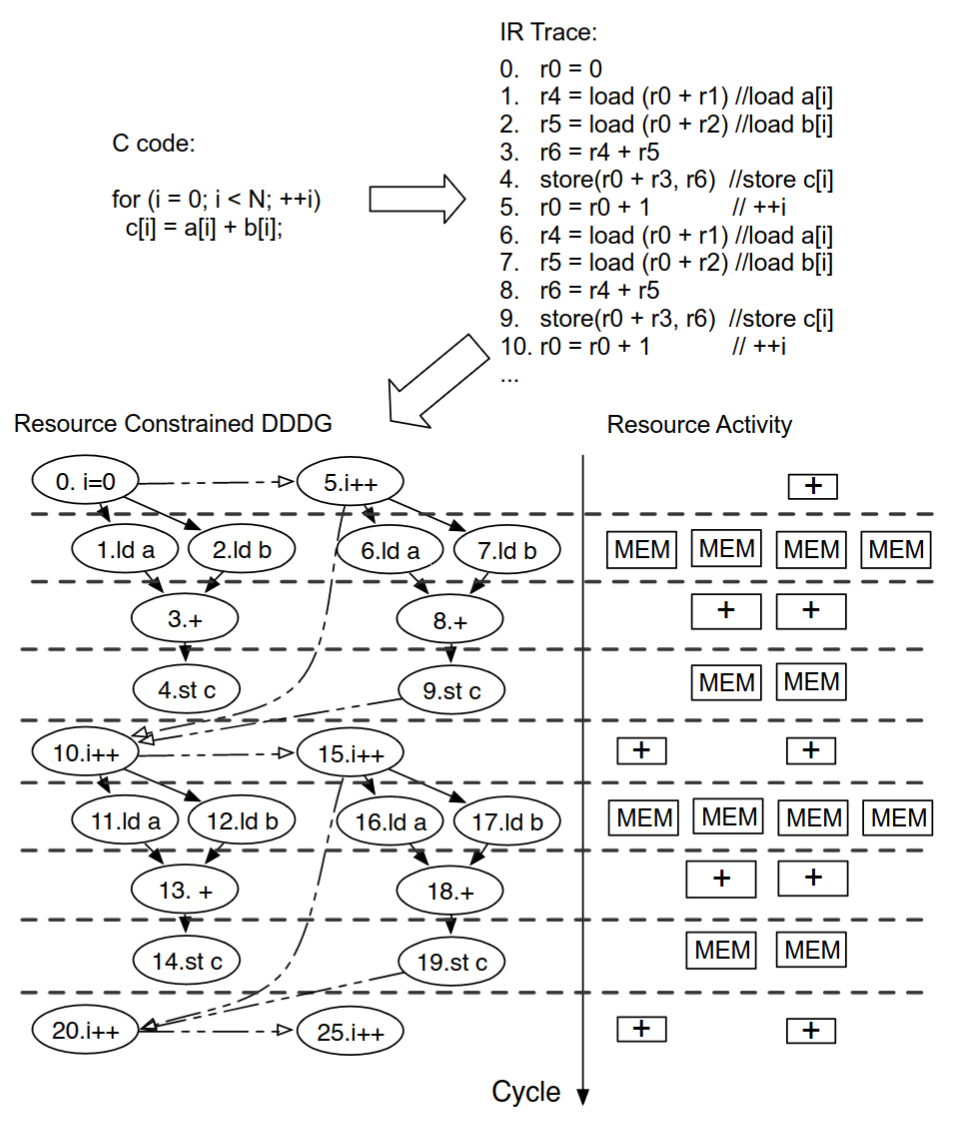 IR Trace:
0. r0 = 0
1. r4 = load (r0 + r1) //load a[i]
2. r5 = load (r0 + r2) //load b[i]
3. r6 = r4 + r5
4. store(r0 + r3, r6) //store c[i]
5. r0 = r0 + 1 // ++i
6. r4 = load (r0 + r1) //load a[i]
7. r5 = load (r0 + r2) //load b[i]
8. r6 = r4 + r5
9. store(r0 + r3, r6) //store c[i]
10. r0 = r0 + 1 // ++i
...
C code:
for (i = 0; i < N; ++i)
c[i] = a[i] + b[i];
Resource Constrained DDDG
Resource Activity
0. i=0 5.i++ +
1.ld a 2.ld b 6.ld a 7.ld b MEM MEM MEM MEM
3.+ 8.+ + +
4.st c 9.st c MEM MEM
10.i++ 15.i++ + +
11.ld a 12.ld b 16.ld a 17.ld b MEM MEM MEM MEM
13. + 18.+ + +
14.st c 19.st c MEM MEM
20.i++ 25.i++ + +
Cycle